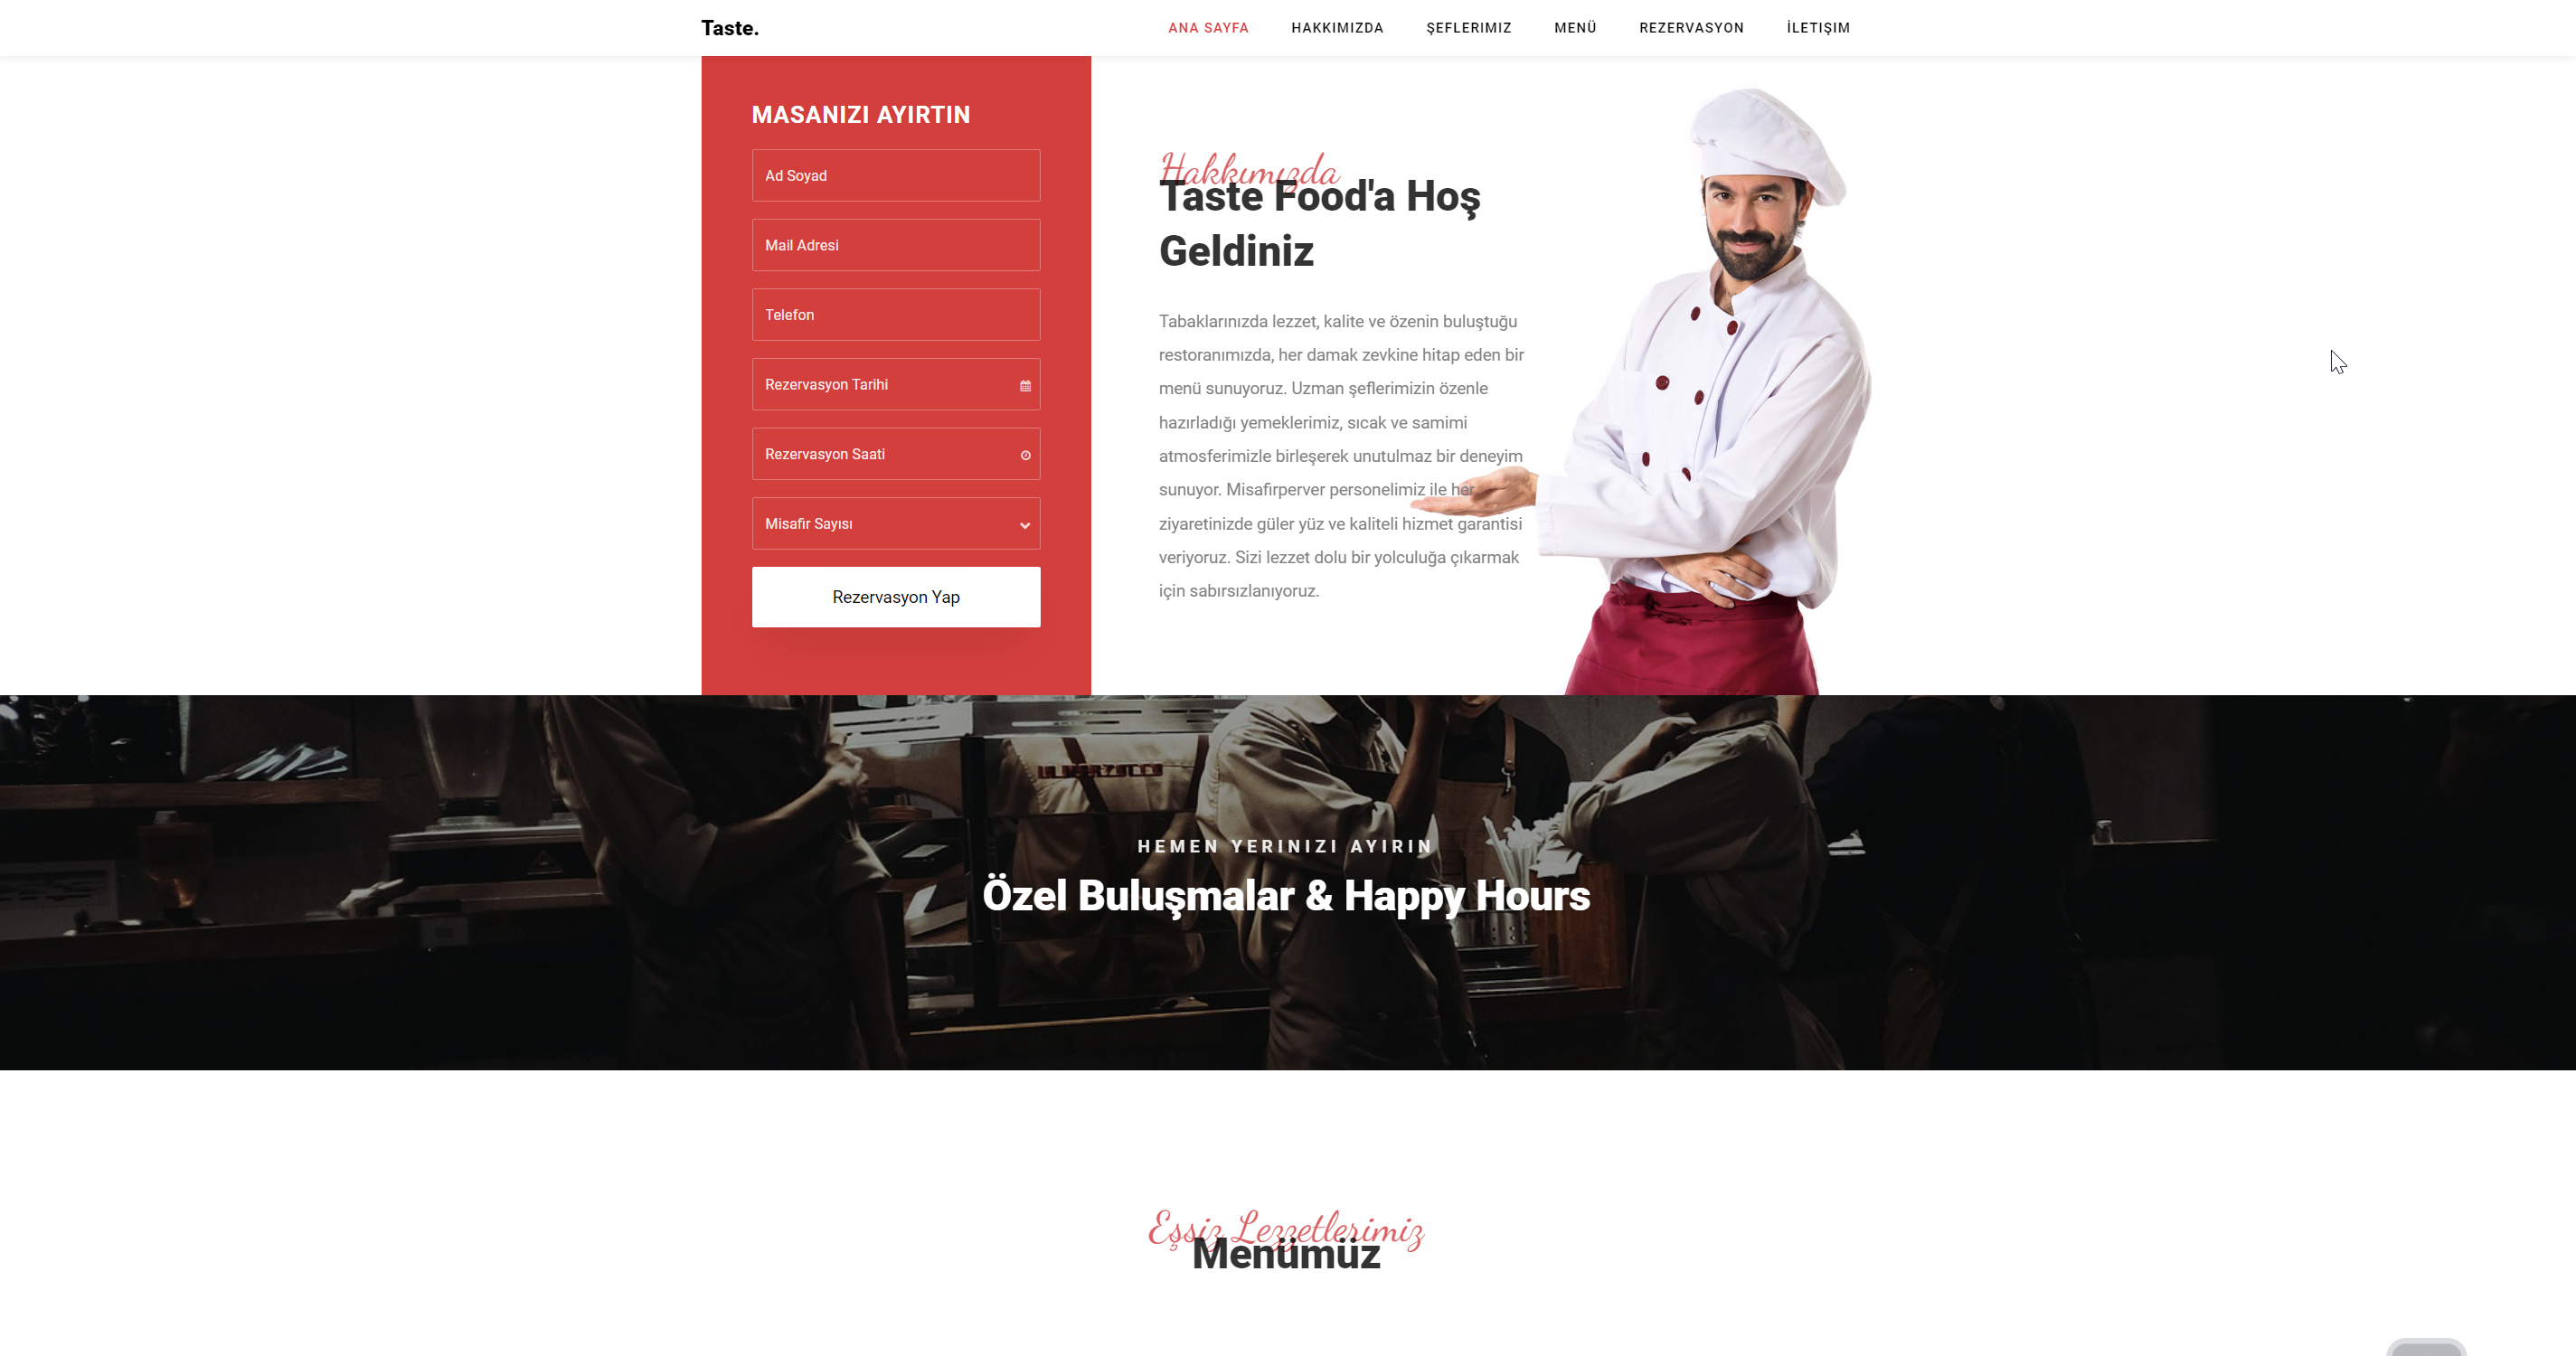 Taste.
ANA SAYFA HAKKIMIZDA ŞEFLERIMIZ MENÜ REZERVASYON İLETIŞIM
MASANIZI AYIRTIN
Ad Soyad
Mail Adresi
Telefon
Rezervasyon Tarihi
Rezervasyon Saati
Misafir Sayısı
Rezervasyon Yap
Hakkımızda
Taste Food'a Hoş
Geldiniz
Tabaklarınızda lezzet, kalite ve özenin buluştuğu
restoranımızda, her damak zevkine hitap eden bir
menü sunuyoruz. Uzman şeflerimizin özenle
hazırladığı yemeklerimiz, sıcak ve samimi
atmosferimizle birleşerek unutulmaz bir deneyim
sunuyor. Misafirperver personelimiz ile her
ziyaretinizde güler yüz ve kaliteli hizmet garantisi
veriyoruz. Sizi lezzet dolu bir yolculuğa çıkarmak
için sabırsızlanıyoruz.
HEMEN YERINIZI AYIRIN
Özel Buluşmalar & Happy Hours
Eşsiz Lezzetlerimiz
Menümüz